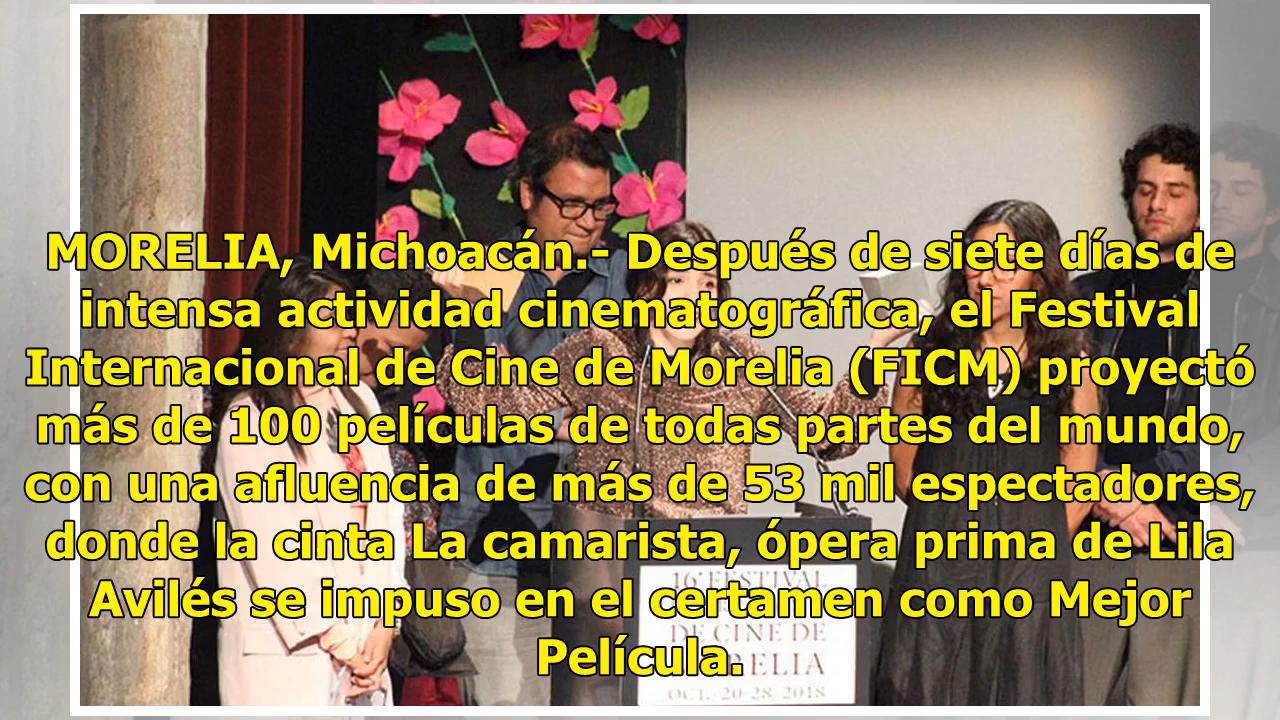 MORELIA, Michoacán.- Después de siete días de
intensa actividad cinematográfica, el Festival
Internacional de Cine de Morelia (FICM) proyectó
más de 100 películas de todas partes del mundo,
con una afluencia de más de 53 mil espectadores,
donde la cinta La camarista, ópera prima de Lila
Avilés se impuso en el certamen como Mejor
Película.
16º FESTIVAL
DE CINE DE
OCT. 20-28 2018